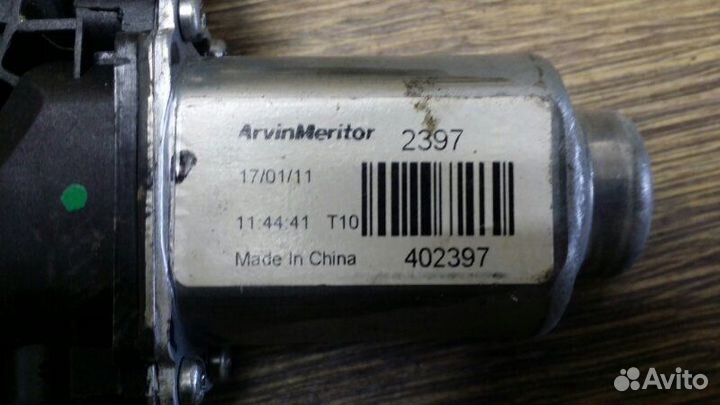 ArvinMeritor 2397
17/01/11
11:44:41 T10
Made In China 402397
Avito